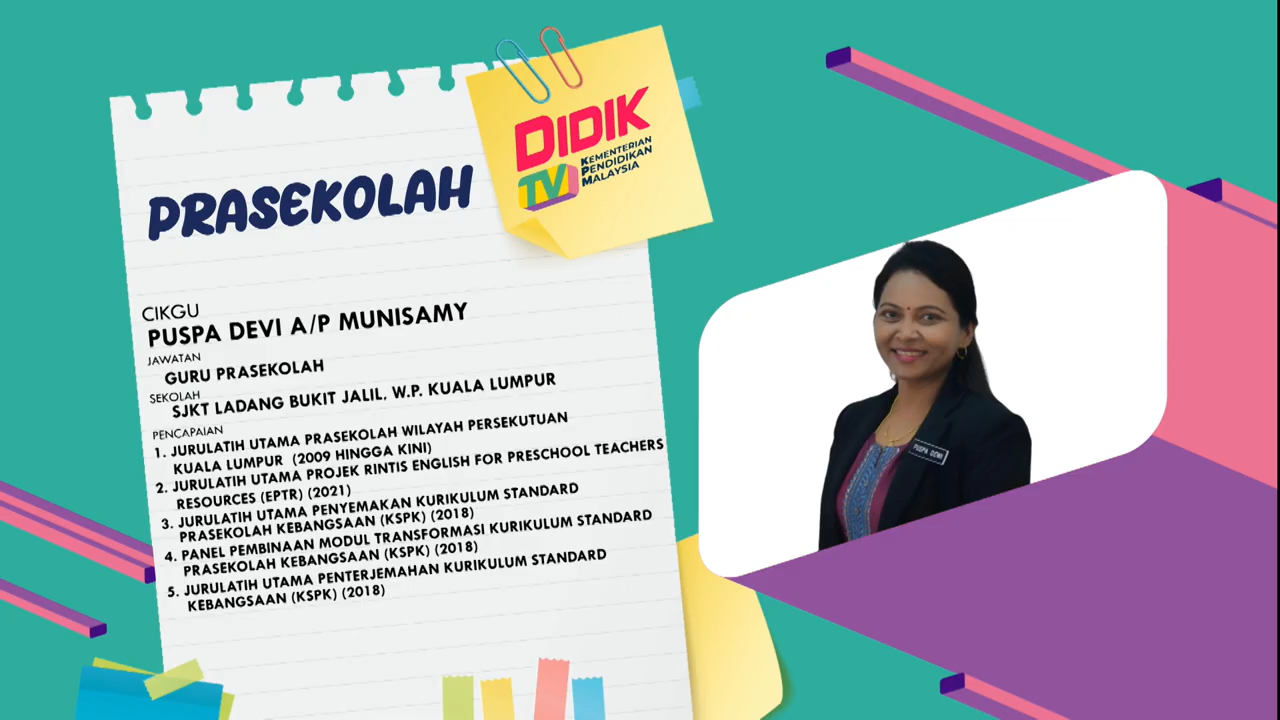 DIDIK
TV
KEMENTERIAN
PENDIDIKAN
MALAYSIA
PRASEKOLAH
CIKGU
PUSPA DEVI A/P MUNISAMY
JAWATAN
GURU PRASEKOLAH
SEKOLAH
SJKT LADANG BUKIT JALIL, W.P. KUALA LUMPUR
PENCAPAIAN
1. JURULATIH UTAMA PRASEKOLAH WILAYAH PERSEKUTUAN
KUALA LUMPUR (2009 HINGGA KINI)
2. JURULATIH UTAMA PROJEK RINTIS ENGLISH FOR PRESCHOOL TEACHERS
RESOURCES (EPTR) (2021)
3. JURULATIH UTAMA PENYEMAKAN KURIKULUM STANDARD
PRASEKOLAH KEBANGSAAN (KSPK) (2018)
4. PANEL PEMBINAAN MODUL TRANSFORMASI KURIKULUM STANDARD
PRASEKOLAH KEBANGSAAN (KSPK) (2018)
5. JURULATIH UTAMA PENTERJEMAHAN KURIKULUM STANDARD
KEBANGSAAN (KSPK) (2018)
PUSPA DEWI